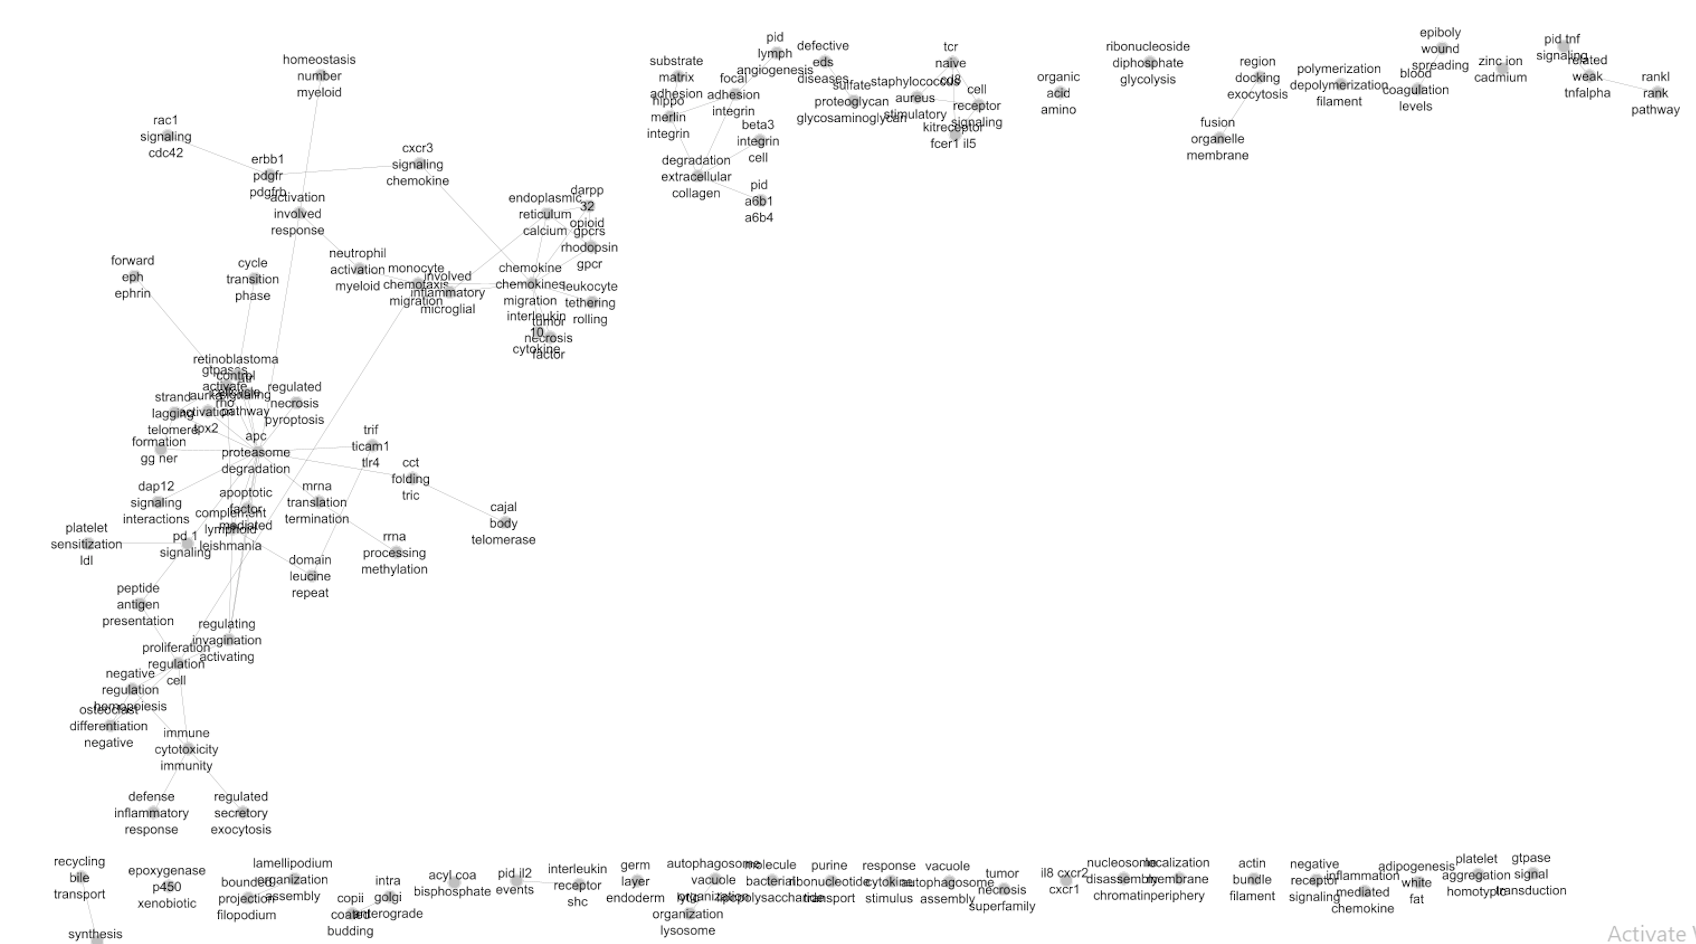 homeostasis
number
myeloid
rac1
signaling
cdc42
erbb1
pdgfr
pdgfrb
activation
involved
response
cxcr3
signaling
chemokine
forward
eph
ephrin
cycle
transition
phase
neutrophil
activation
myeloid
monocyte
chemotaxis
migration
involved
inflammatory
microglial
endoplasmic
reticulum
calcium
darpp
32
opioid
gpcrs
rhodopsin
gpcr
chemokine
chemokines
migration
leukocyte
tethering
rolling
interleukin
10
cytokine
tumor
necrosis
factor
retinoblastoma
control
gtpases
activate
rho
signaling
pathway
strand
lagging
telomere
aurka
activation
tpx2
regulated
necrosis
pyroptosis
formation
gg ner
apc
proteasome
degradation
trif
ticam1
tlr4
cct
folding
tric
cajal
body
telomerase
dap12
signaling
interactions
apoptotic
factor
mediated
complement
lymphoid
leishmania
mrna
translation
termination
rrna
processing
methylation
domain
leucine
repeat
platelet
sensitization
ldl
pd 1
signaling
peptide
antigen
presentation
regulating
invagination
activating
proliferation
regulation
cell
negative
regulation
homopoiesis
osteoclast
differentiation
negative
immune
cytotoxicity
immunity
defense
inflammatory
response
regulated
secretory
exocytosis
substrate
matrix
adhesion
pid
lymph
angiogenesis
hippo
merlin
integrin
focal
adhesion
integrin
beta3
integrin
cell
degradation
extracellular
collagen
pid
a6b1
a6b4
defective
eds
diseases
sulfate
proteoglycan
glycosaminoglycan
staphylococcus
aureus
stimulatory
tcr
naive
cd8
cell
receptor
signaling
kitreceptor
fcer1 il5
organic
acid
amino
ribonucleoside
diphosphate
glycolysis
region
docking
exocytosis
fusion
organelle
membrane
polymerization
depolymerization
filament
epiboly
wound
spreading
blood
coagulation
levels
zinc ion
cadmium
pid tnf
signaling
related
weak
tnfalpha
rankl
rank
pathway
recycling
bile
transport
synthesis
epoxygenase
p450
xenobiotic
bounded
projection
filopodium
lamellipodium
organization
assembly
copii
coated
budding
intra
golgi
anterograde
acyl coa
bisphosphate
pid il2
events
interleukin
receptor
shc
germ
layer
endoderm
autophagosome
vacuole
organization
lytic
organization
lysosome
molecule
bacterial
lipopolysaccharide
purine
ribonucleotide
transport
response
cytokine
stimulus
vacuole
autophagosome
assembly
tumor
necrosis
superfamily
il8 cxcr2
cxcr1
nucleosome
disassembly
chromatin
localization
membrane
periphery
actin
bundle
filament
negative
receptor
signaling
inflammation
mediated
chemokine
adipogenesis
white
fat
platelet
aggregation
homotypic
gtpase
signal
transduction
Activate